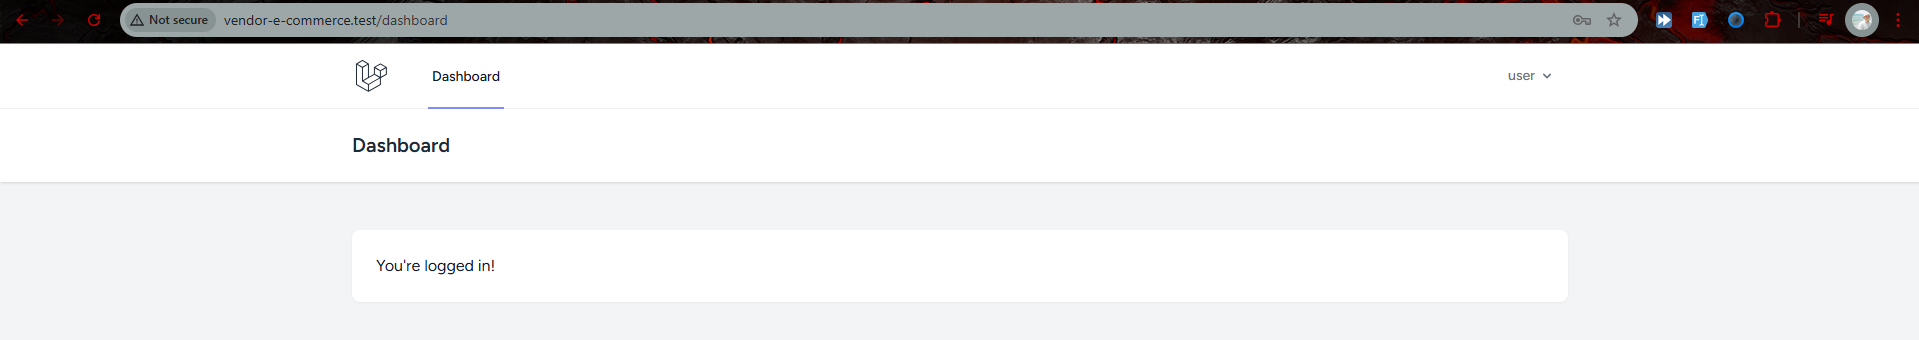 Not secure vendor-e-commerce.test/dashboard
Dashboard user
Dashboard
You're logged in!